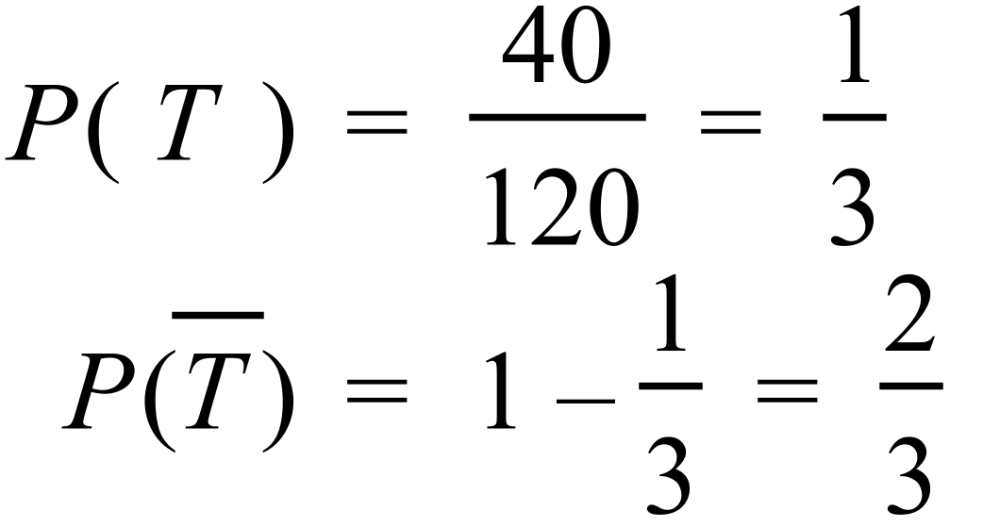 P( T ) = 40/120 = 1/3
P(T̅) = 1 – 1/3 = 2/3